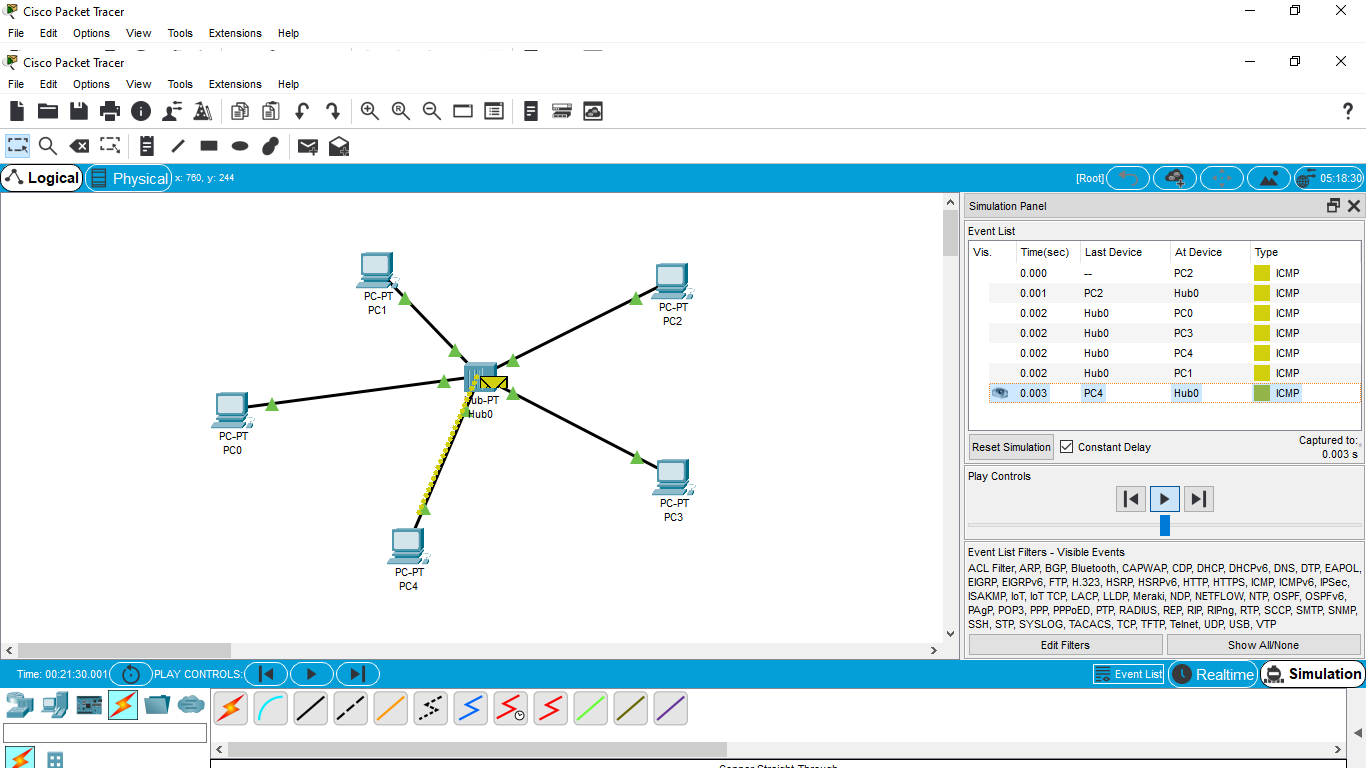 Cisco Packet Tracer
File Edit Options View Tools Extensions Help
Cisco Packet Tracer
File Edit Options View Tools Extensions Help
Logical Physical x: 760, y: 244 [Root] 05:18:30
PC-PT
PC1
PC-PT
PC2
Hub-PT
Hub0
PC-PT
PC0
PC-PT
PC3
PC-PT
PC4
Simulation Panel
Event List
Vis. Time(sec) Last Device At Device Type
0.000 -- PC2 ICMP
0.001 PC2 Hub0 ICMP
0.002 Hub0 PC0 ICMP
0.002 Hub0 PC3 ICMP
0.002 Hub0 PC4 ICMP
0.002 Hub0 PC1 ICMP
0.003 PC4 Hub0 ICMP
Reset Simulation Constant Delay Captured to:
0.003 s
Play Controls
Event List Filters - Visible Events
ACL Filter, ARP, BGP, Bluetooth, CAPWAP, CDP, DHCP, DHCPv6, DNS, DTP, EAPOL,
EIGRP, EIGRPv6, FTP, H.323, HSRP, HSRPv6, HTTP, HTTPS, ICMP, ICMPv6, IPSec,
ISAKMP, IoT, IoT TCP, LACP, LLDP, Meraki, NDP, NETFLOW, NTP, OSPF, OSPFv6,
PAgP, POP3, PPP, PPPoED, PTP, RADIUS, REP, RIP, RIPng, RTP, SCCP, SMTP, SNMP,
SSH, STP, SYSLOG, TACACS, TCP, TFTP, Telnet, UDP, USB, VTP
Edit Filters Show All/None
Time: 00:21:30.001 PLAY CONTROLS: Event List Realtime Simulation
Copper Straight-Through